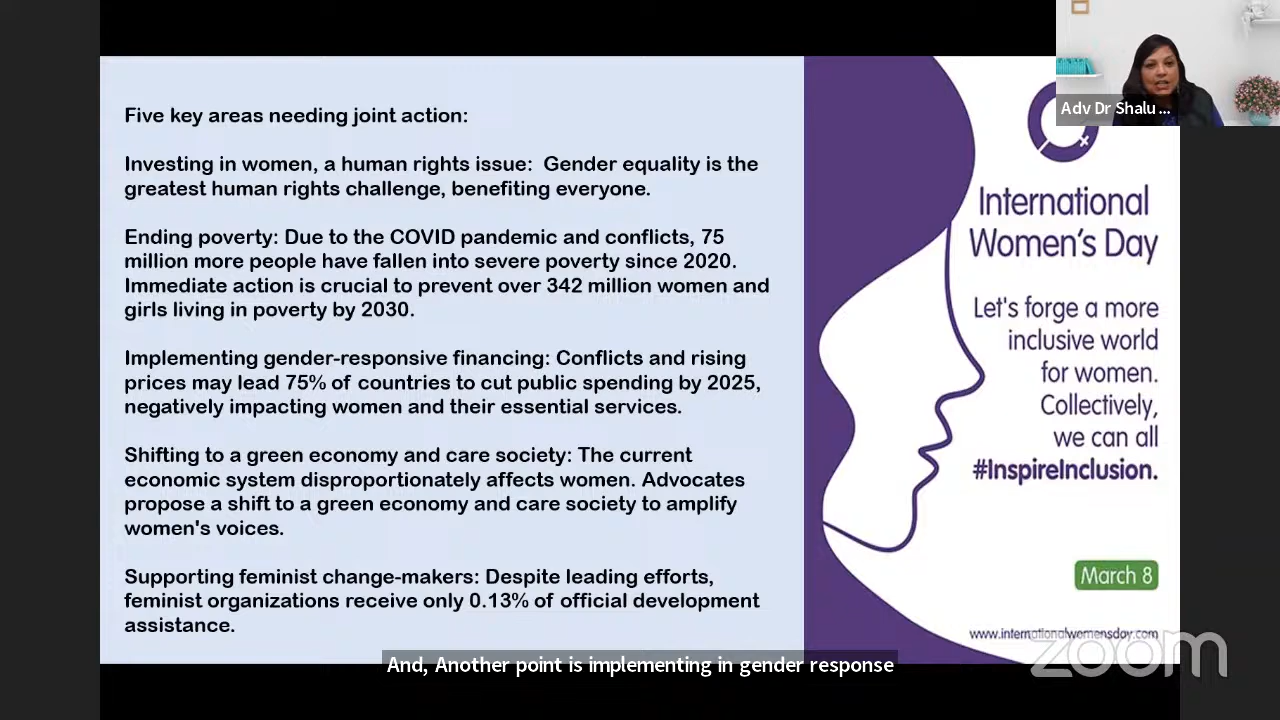 Five key areas needing joint action:
Investing in women, a human rights issue: Gender equality is the
greatest human rights challenge, benefiting everyone.
Ending poverty: Due to the COVID pandemic and conflicts, 75
million more people have fallen into severe poverty since 2020.
Immediate action is crucial to prevent over 342 million women and
girls living in poverty by 2030.
Implementing gender-responsive financing: Conflicts and rising
prices may lead 75% of countries to cut public spending by 2025,
negatively impacting women and their essential services.
Shifting to a green economy and care society: The current
economic system disproportionately affects women. Advocates
propose a shift to a green economy and care society to amplify
women's voices.
Supporting feminist change-makers: Despite leading efforts,
feminist organizations receive only 0.13% of official development
assistance.
Adv Dr Shalu ...
International
Women's Day
Let's forge a more
inclusive world
for women.
Collectively,
we can all
#InspireInclusion.
March 8
www.internationalwomensday.com
zoom
And, Another point is implementing in gender response